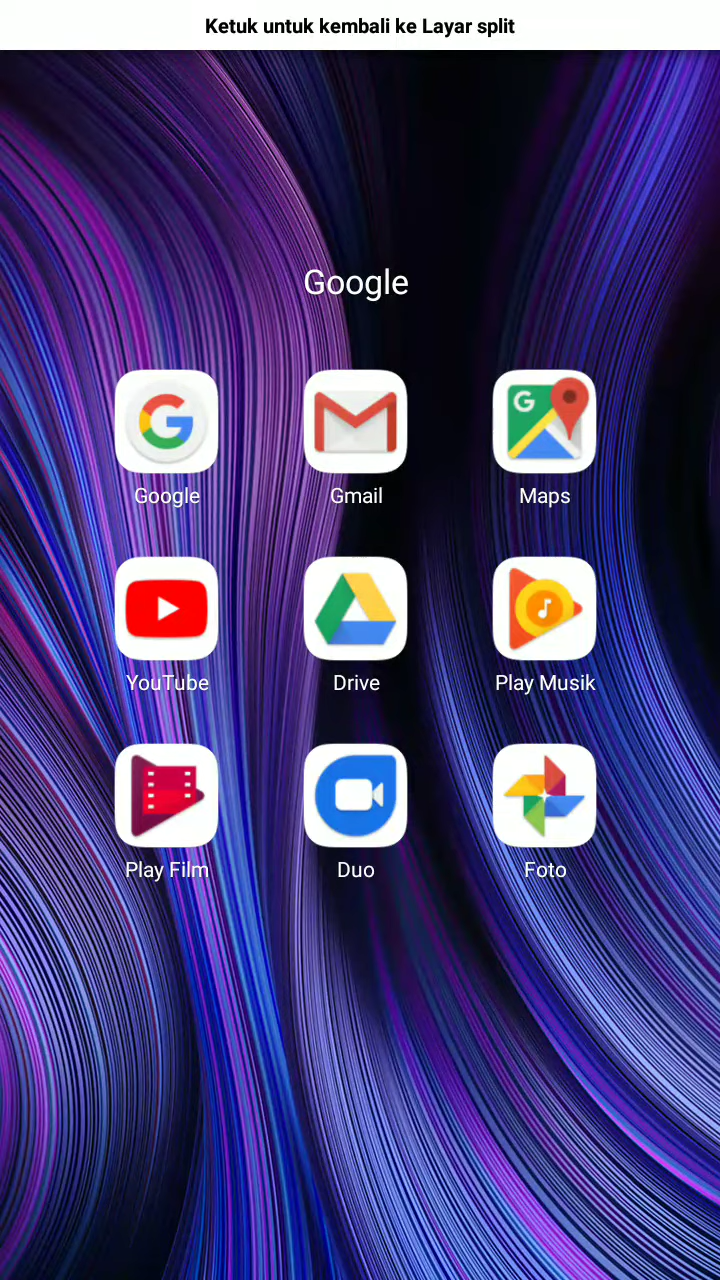 Ketuk untuk kembali ke Layar split
Google
Google
Gmail
Maps
YouTube
Drive
Play Musik
Play Film
Duo
Foto